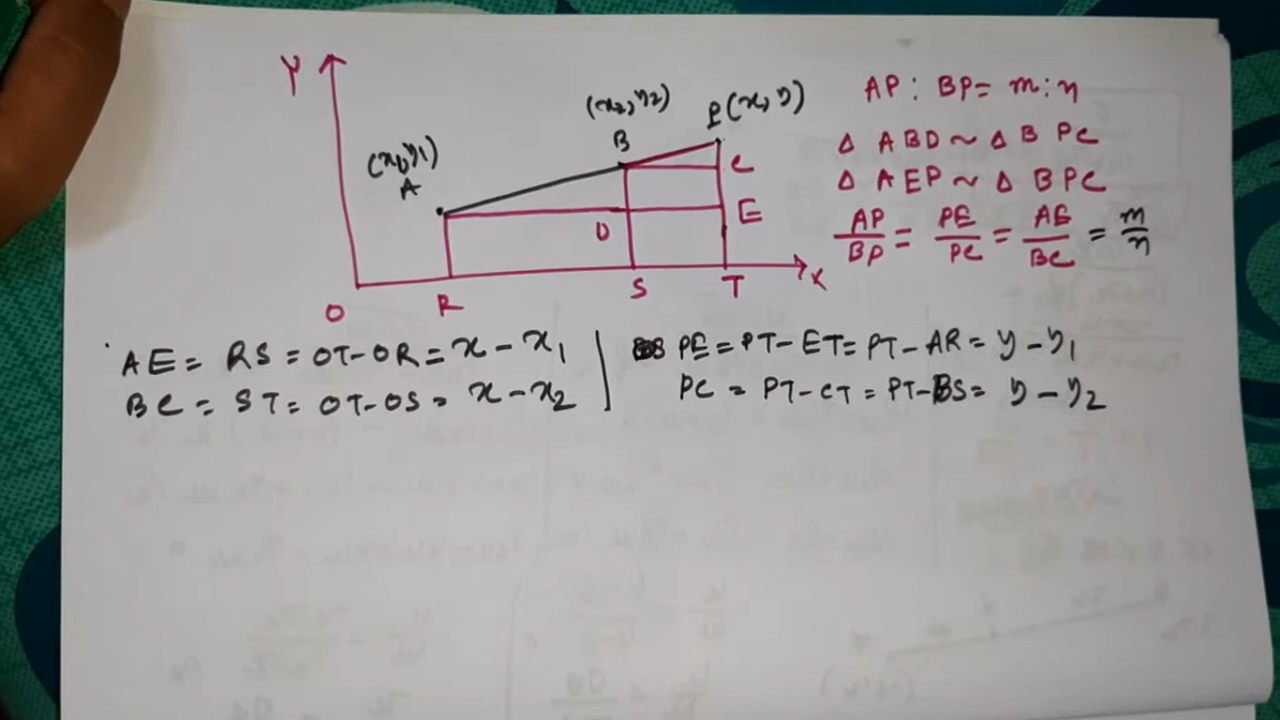 Y
(x₂, y₂)
P(x, y)
B
(x₁, y₁)
A
C
E
D
O
R
S
T
X
AP : BP = m : n
Δ ABD ~ Δ BPC
Δ AEP ~ Δ BPC
AP/BP = PE/PC = AE/BC = m/n
AE = RS = OT - OR = x - x₁
BC = ST = OT - OS = x - x₂
PE = PT - ET = PT - AR = y - y₁
PC = PT - CT = PT - BS = y - y₂